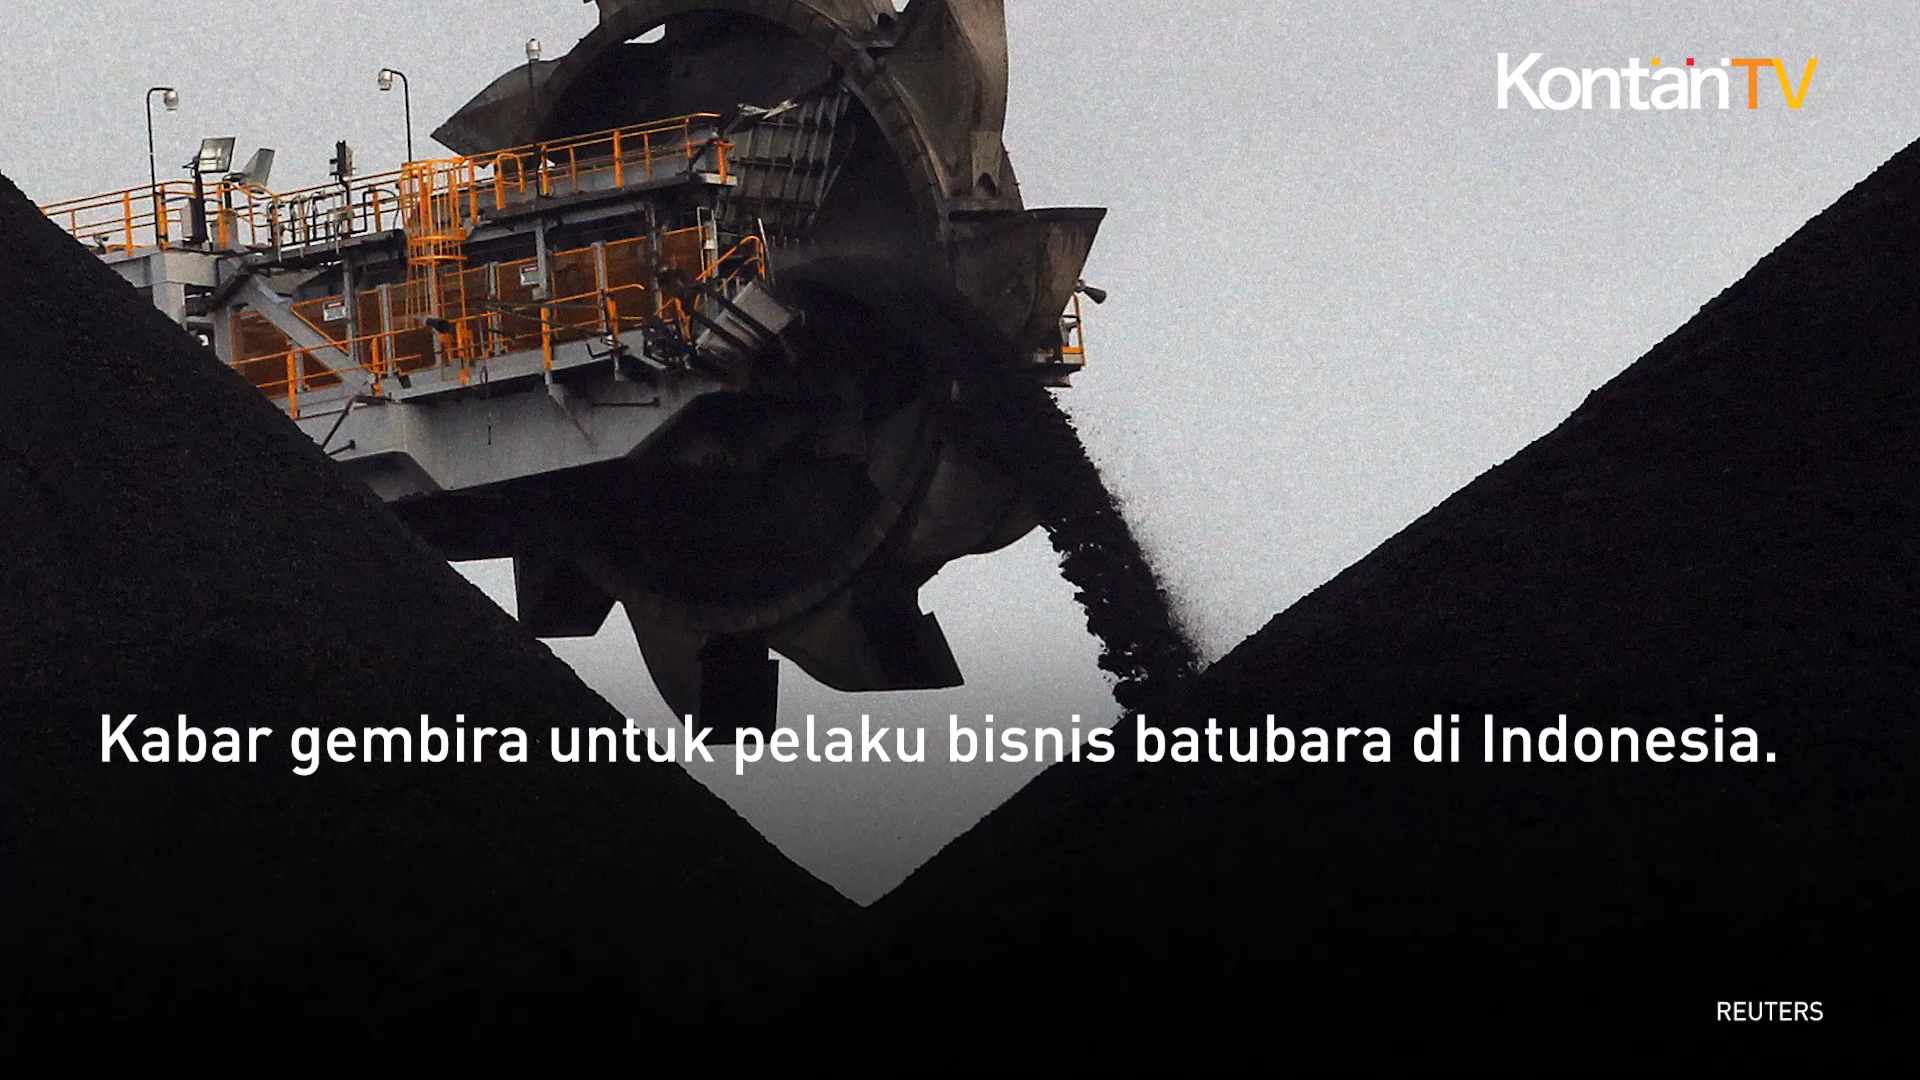 KontanTV
Kabar gembira untuk pelaku bisnis batubara di Indonesia.
REUTERS